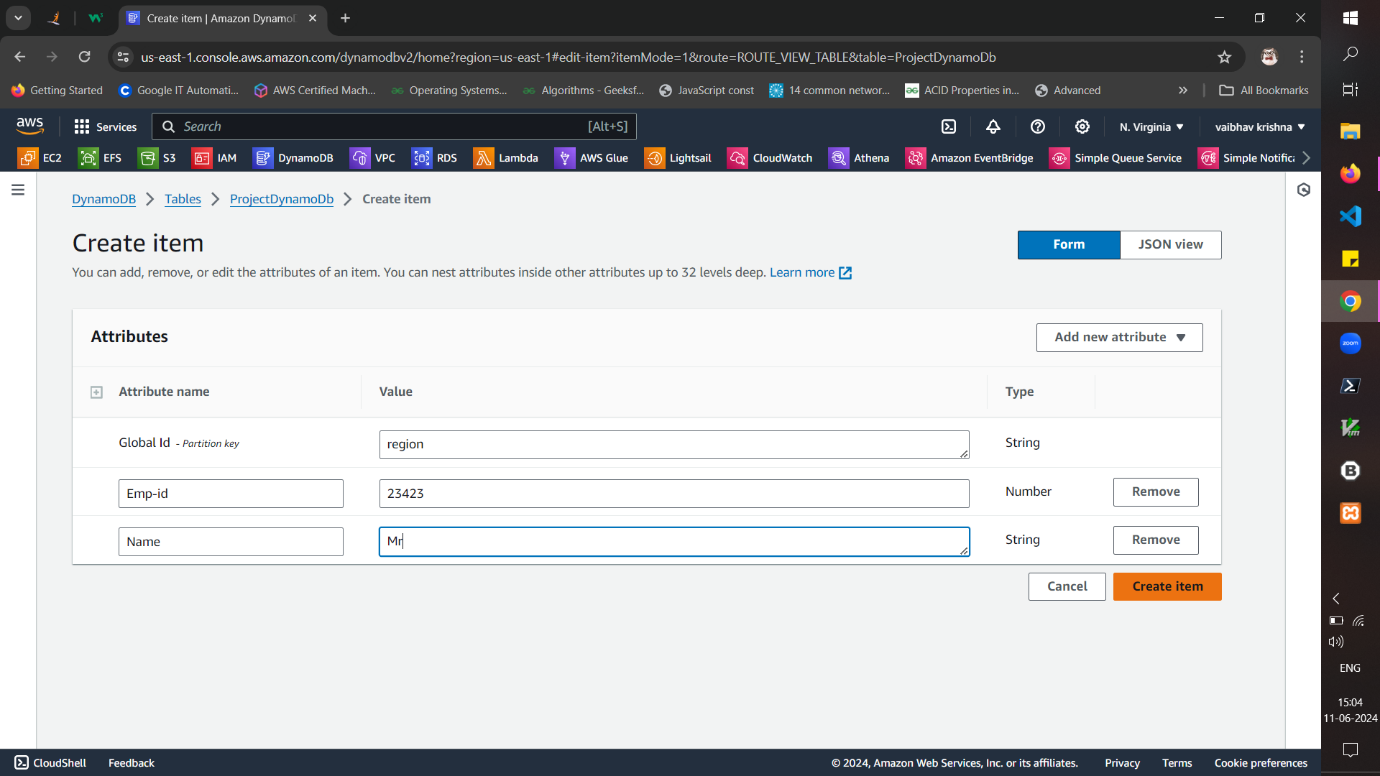 Create item | Amazon Dynamo
us-east-1.console.aws.amazon.com/dynamodbv2/home?region=us-east-1#edit-item?itemMode=1&route=ROUTE_VIEW_TABLE&table=ProjectDynamoDb
Getting Started Google IT Automati... AWS Certified Mach... Operating Systems... Algorithms - Geeksf... JavaScript const 14 common networ... ACID Properties in... Advanced » All Bookmarks
aws Services Search [Alt+S] N. Virginia ▼ vaibhav krishna ▼
EC2 EFS S3 IAM DynamoDB VPC RDS Lambda AWS Glue Lightsail CloudWatch Athena Amazon EventBridge Simple Queue Service Simple Notifica
DynamoDB > Tables > ProjectDynamoDb > Create item
Create item
Form JSON view
You can add, remove, or edit the attributes of an item. You can nest attributes inside other attributes up to 32 levels deep. Learn more
Attributes
Add new attribute ▼
Attribute name Value Type
Global Id - Partition key region String
Emp-id 23423 Number Remove
Name Mr String Remove
Cancel Create item
zoom
ENG
15:04
11-06-2024
CloudShell Feedback © 2024, Amazon Web Services, Inc. or its affiliates. Privacy Terms Cookie preferences